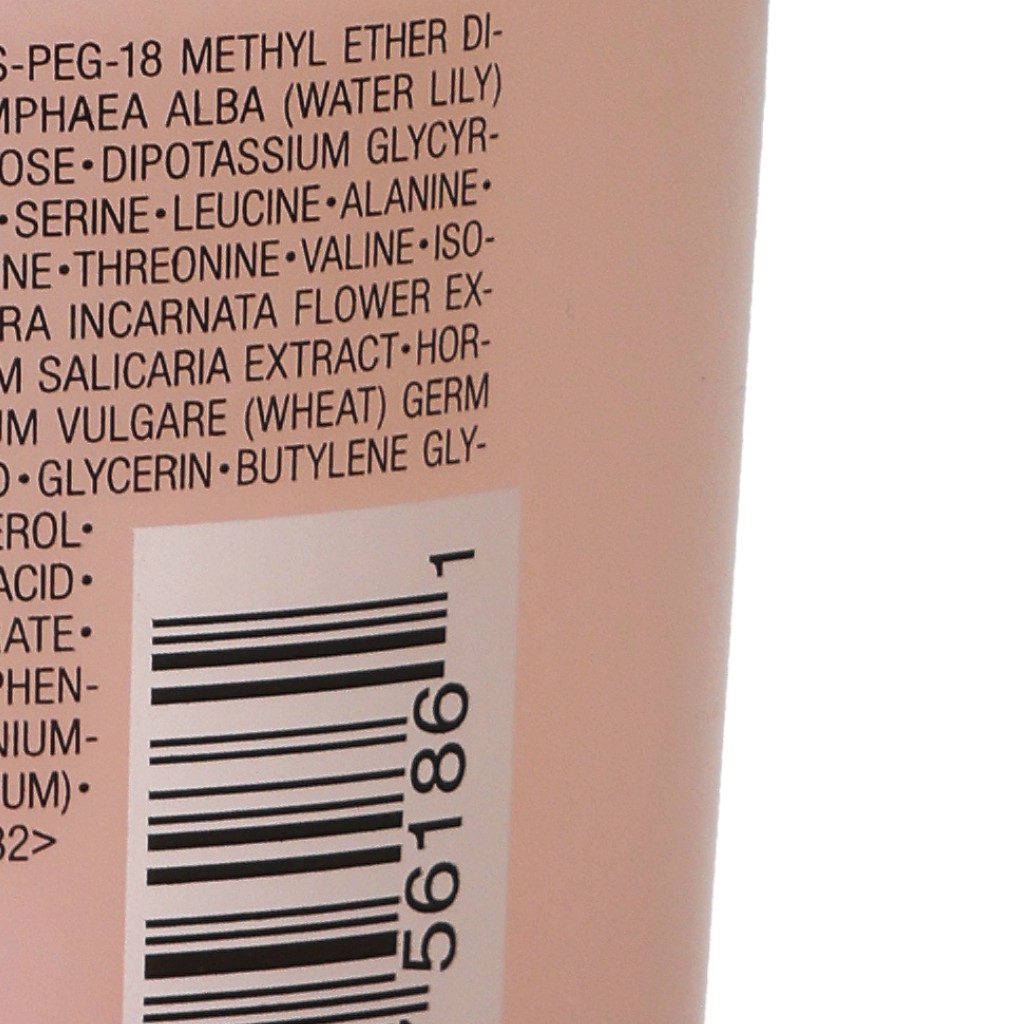 S-PEG-18 METHYL ETHER DI-
MPHAEA ALBA (WATER LILY)
OSE•DIPOTASSIUM GLYCYR-
•SERINE•LEUCINE•ALANINE•
NE•THREONINE•VALINE•ISO-
RA INCARNATA FLOWER EX-
M SALICARIA EXTRACT•HOR-
UM VULGARE (WHEAT) GERM
O•GLYCERIN•BUTYLENE GLY-
EROL•
ACID•
LATE•
PHEN-
NIUM-
UM)•
32>
56186 1